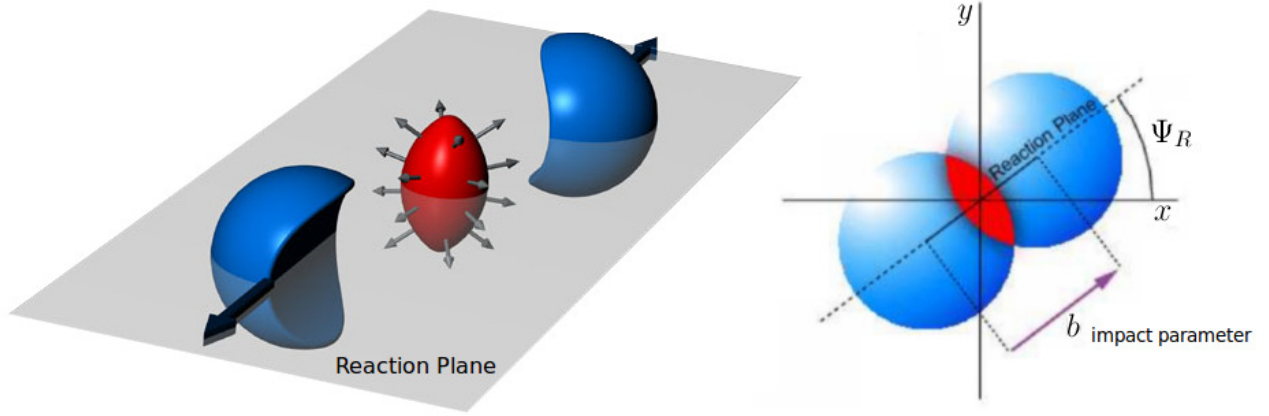 Reaction Plane
y
Reaction Plane
Ψ_R
x
b impact parameter